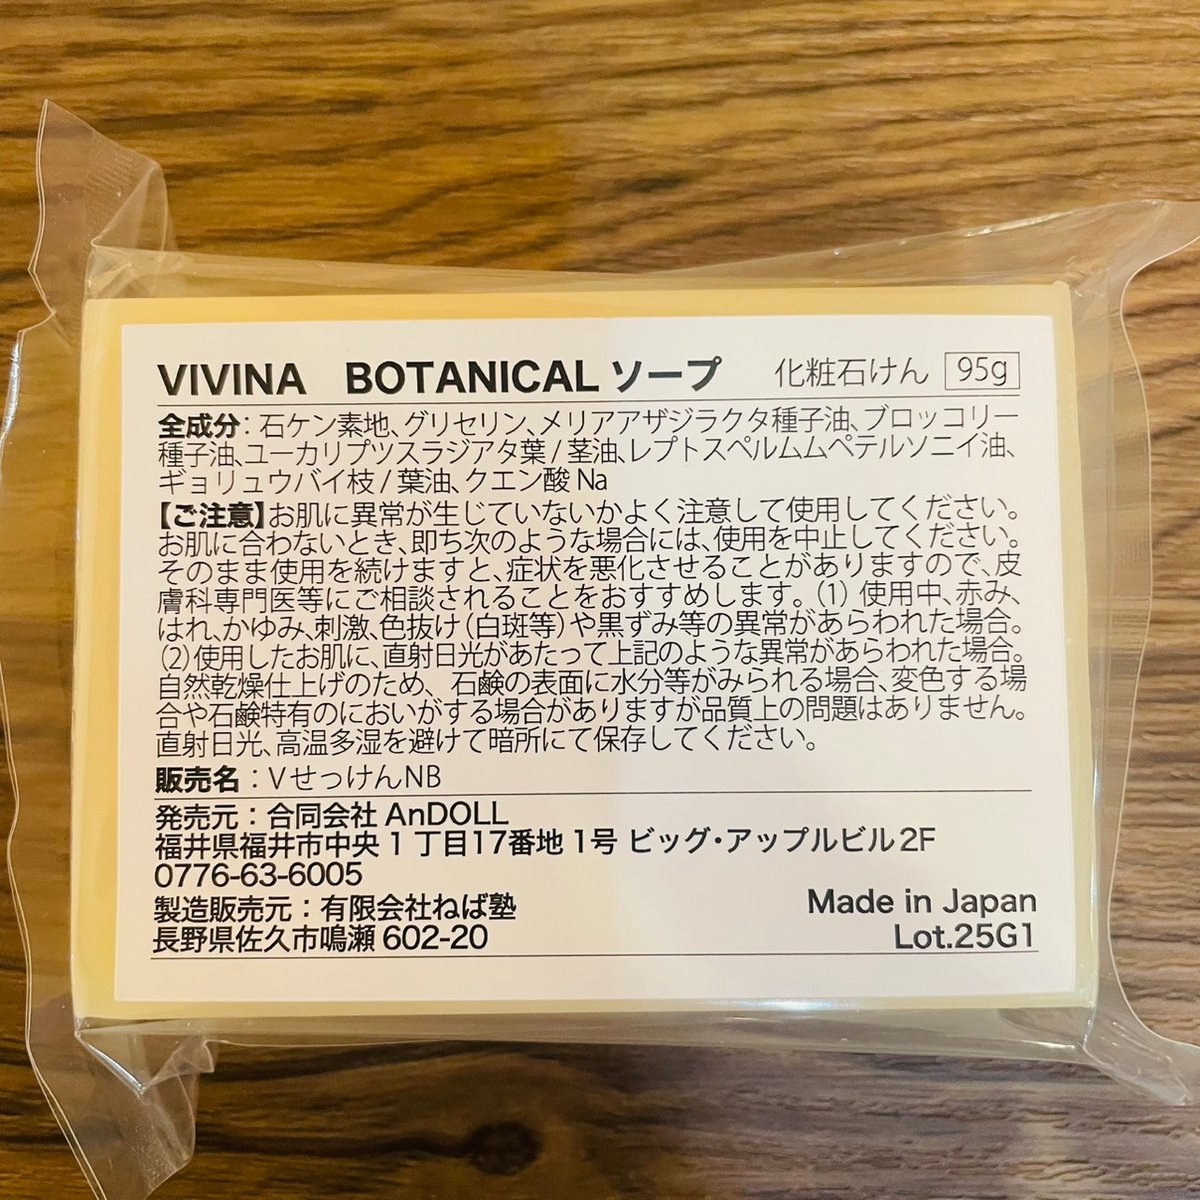 VIVINA BOTANICAL ソープ 化粧石けん 95g
全成分：石ケン素地、グリセリン、メリアアザジラクタ種子油、ブロッコリー
種子油、ユーカリプツスラジアタ葉/茎油、レプトスペルムムペテルソニイ油、
ギョリュウバイ枝/葉油、クエン酸Na
【ご注意】お肌に異常が生じていないかよく注意して使用してください。
お肌に合わないとき、即ち次のような場合には、使用を中止してください。
そのまま使用を続けますと、症状を悪化させることがありますので、皮
膚科専門医等にご相談されることをおすすめします。(1) 使用中、赤み、
はれ、かゆみ、刺激、色抜け(白斑等)や黒ずみ等の異常があらわれた場合。
(2)使用したお肌に、直射日光があたって上記のような異常があらわれた場合。
自然乾燥仕上げのため、石鹸の表面に水分等がみられる場合、変色する場
合や石鹸特有のにおいがする場合がありますが品質上の問題はありません。
直射日光、高温多湿を避けて暗所にて保存してください。
販売名：VせっけんNB
発売元：合同会社 AnDOLL
福井県福井市中央1丁目17番地1号 ビッグ・アップルビル2F
0776-63-6005
製造販売元：有限会社ねば塾
長野県佐久市鳴瀬602-20
Made in Japan
Lot.25G1